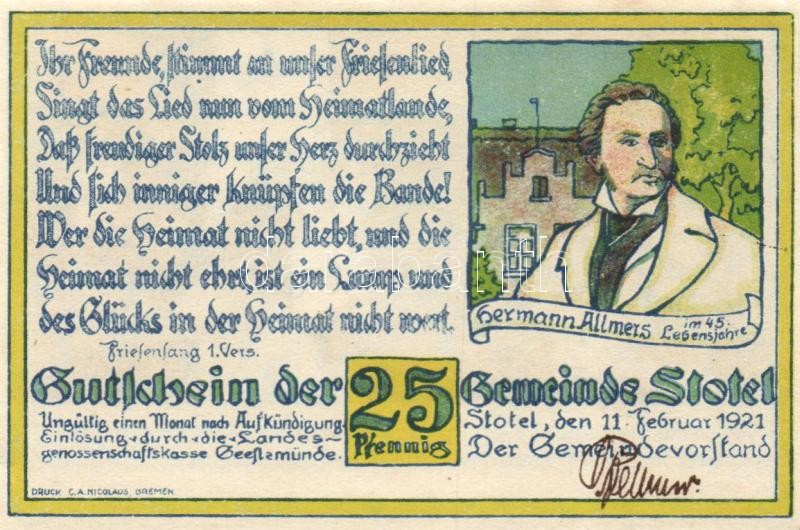 Ihr Freunde, stimmt an unser Friesenlied,
Singt das Lied nun vom Heimatlande,
Daß freudiger Stolz unser Herz durchzieht
Und sich inniger knüpfen die Bande!
Wer die Heimat nicht liebt, und die
Heimat nicht ehrt, ist ein Lump und
des Glücks in der Heimat nicht wert.
Friesensang 1. Vers.
Hermann Allmers
im 45.
Lebensjahre
Gutschein der
25
Pfennig
Gemeinde Stotel
Ungültig einen Monat nach Aufkündigung
Einlösung durch die Landes-
genossenschaftskasse Geestemünde.
Stotel, den 11. Februar 1921
Der Gemeindevorstand
DRUCK C.A.NICOLAUS BREMEN.
darabanth